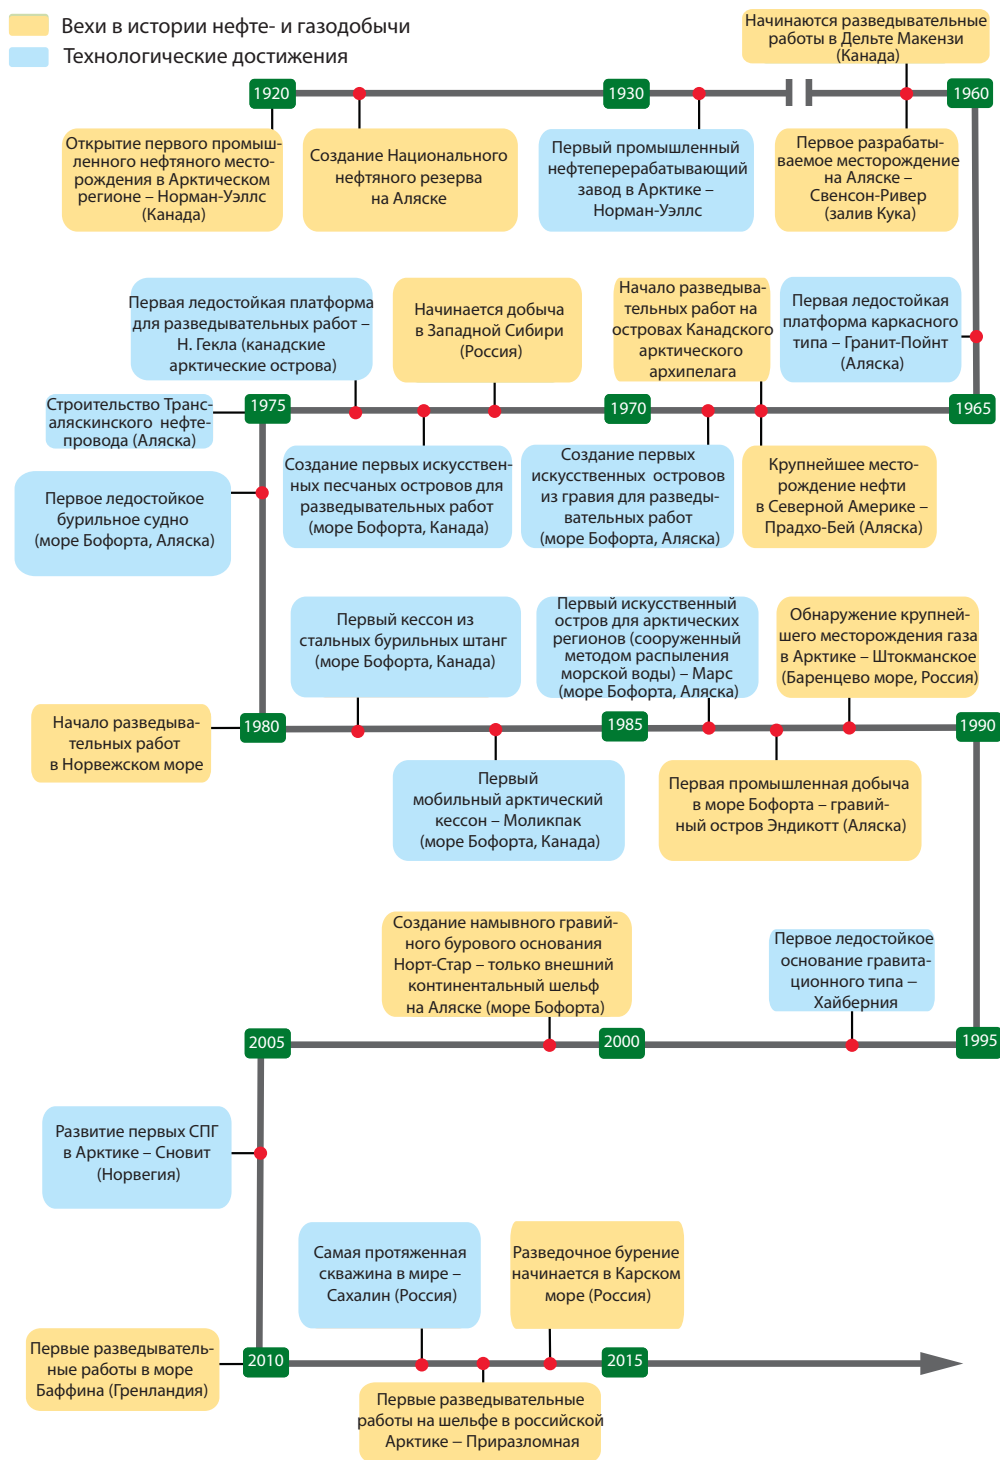 Вехи в истории нефте- и газодобычи
Технологические достижения
Начинаются разведывательные
работы в Дельте Макензи
(Канада)
1920
1930
1960
Открытие первого промыш-
ленного нефтяного место-
рождения в Арктическом
регионе – Норман-Уэллс
(Канада)
Создание Национального
нефтяного резерва
на Аляске
Первый промышленный
нефтеперерабатывающий
завод в Арктике –
Норман-Уэллс
Первое разрабаты-
ваемое месторождение
на Аляске –
Свенсон-Ривер
(залив Кука)
Первая ледостойкая платформа
для разведывательных работ –
Н. Гекла (канадские
арктические острова)
Начинается добыча
в Западной Сибири
(Россия)
Начало разведыва-
тельных работ на
островах Канадского
арктического
архипелага
Первая ледостойкая
платформа каркасного
типа – Гранит-Пойнт
(Аляска)
Строительство Транс-
аляскинского нефте-
провода (Аляска)
1975
1970
1965
Первое ледостойкое
бурильное судно
(море Бофорта, Аляска)
Создание первых искусствен-
ных песчаных островов для
разведывательных работ
(море Бофорта, Канада)
Создание первых
искусственных островов
из гравия для разведы-
вательных работ
(море Бофорта, Аляска)
Крупнейшее место-
рождение нефти
в Северной Америке –
Прадхо-Бей (Аляска)
Первый кессон из
стальных бурильных штанг
(море Бофорта, Канада)
Первый искусственный
остров для арктических
регионов (сооруженный
методом распыления
морской воды) – Марс
(море Бофорта, Аляска)
Обнаружение крупней-
шего месторождения газа
в Арктике – Штокманское
(Баренцево море, Россия)
Начало разведыва-
тельных работ
в Норвежском море
1980
1985
1990
Первый
мобильный арктический
кессон – Моликпак
(море Бофорта, Канада)
Первая промышленная добыча
в море Бофорта – гравий-
ный остров Эндикотт (Аляска)
Создание намывного гравий-
ного бурового основания
Норт-Стар – только внешний
континентальный шельф
на Аляске (море Бофорта)
Первое ледостойкое
основание гравита-
ционного типа –
Хайберния
2005
2000
1995
Развитие первых СПГ
в Арктике – Сновит
(Норвегия)
Самая протяженная
скважина в мире –
Сахалин (Россия)
Разведочное бурение
начинается в Карском
море (Россия)
Первые разведыватель-
ные работы в море
Баффина (Гренландия)
2010
2015
Первые разведывательные
работы на шельфе в российской
Арктике – Приразломная